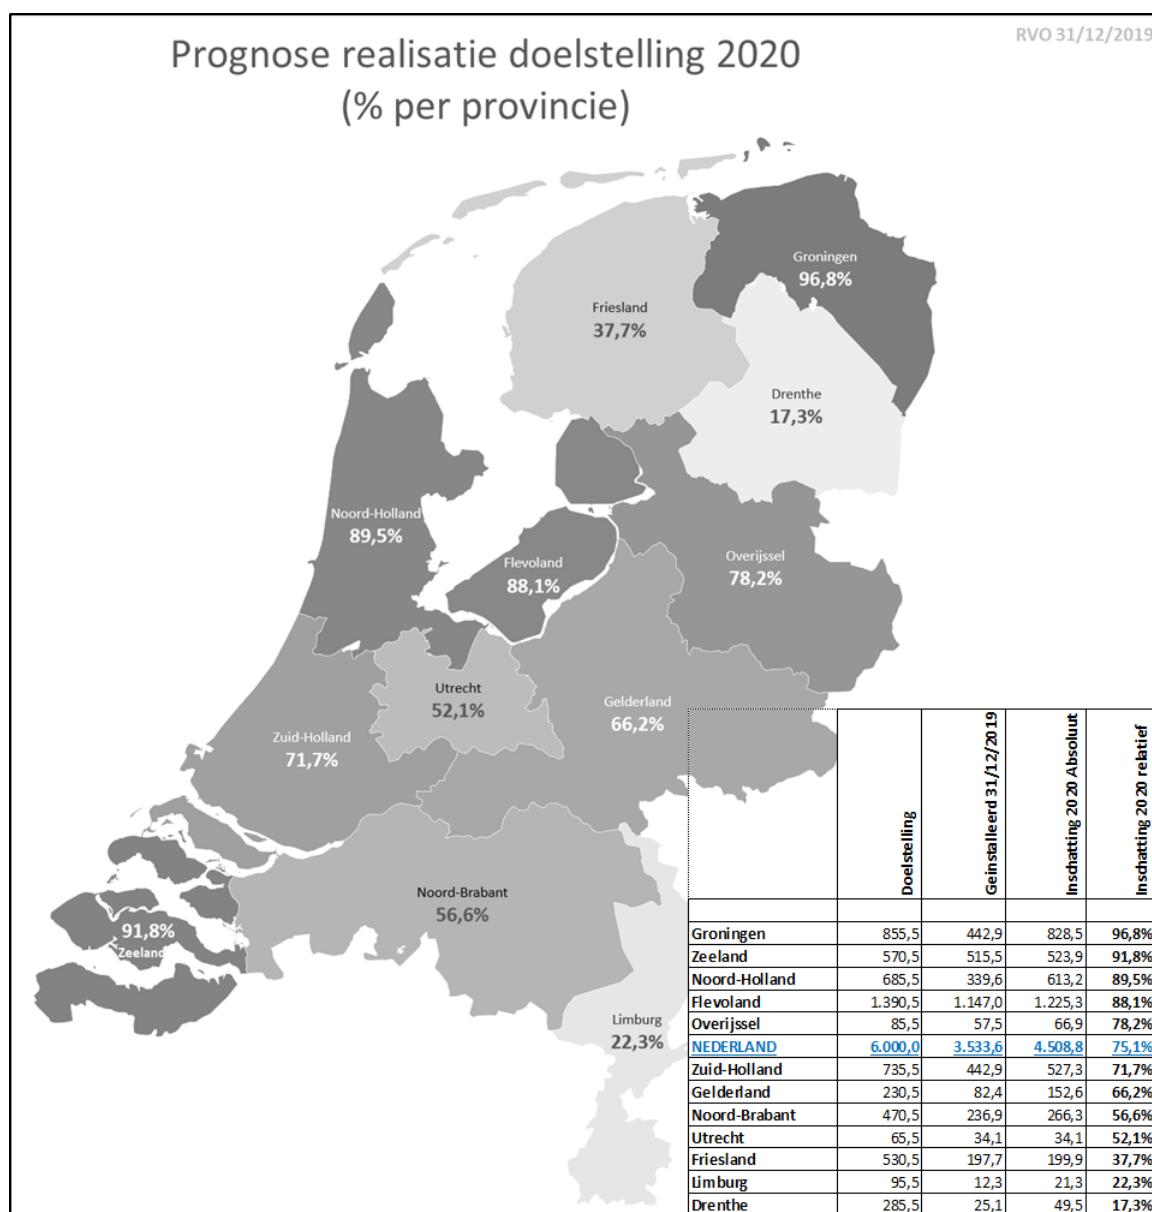 RVO 31/12/2019
Prognose realisatie doelstelling 2020
(% per provincie)
Groningen
96,8%
Friesland
37,7%
Drenthe
17,3%
Noord-Holland
89,5%
Flevoland
88,1%
Overijssel
78,2%
Utrecht
52,1%
Gelderland
66,2%
Zuid-Holland
71,7%
Noord-Brabant
56,6%
91,8%
Zeeland
Limburg
22,3%
Doelstelling Geinstalleerd 31/12/2019 Inschatting 2020 Absoluut Inschatting 2020 relatief
Groningen 855,5 442,9 828,5 96,8%
Zeeland 570,5 515,5 523,9 91,8%
Noord-Holland 685,5 339,6 613,2 89,5%
Flevoland 1.390,5 1.147,0 1.225,3 88,1%
Overijssel 85,5 57,5 66,9 78,2%
NEDERLAND 6.000,0 3.533,6 4.508,8 75,1%
Zuid-Holland 735,5 442,9 527,3 71,7%
Gelderland 230,5 82,4 152,6 66,2%
Noord-Brabant 470,5 236,9 266,3 56,6%
Utrecht 65,5 34,1 34,1 52,1%
Friesland 530,5 197,7 199,9 37,7%
Limburg 95,5 12,3 21,3 22,3%
Drenthe 285,5 25,1 49,5 17,3%